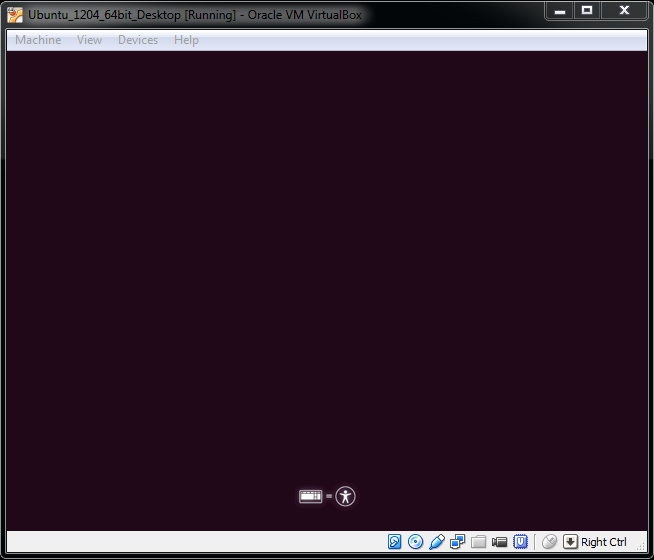 Ubuntu_1204_64bit_Desktop [Running] - Oracle VM VirtualBox
Machine View Devices Help
=
Right Ctrl